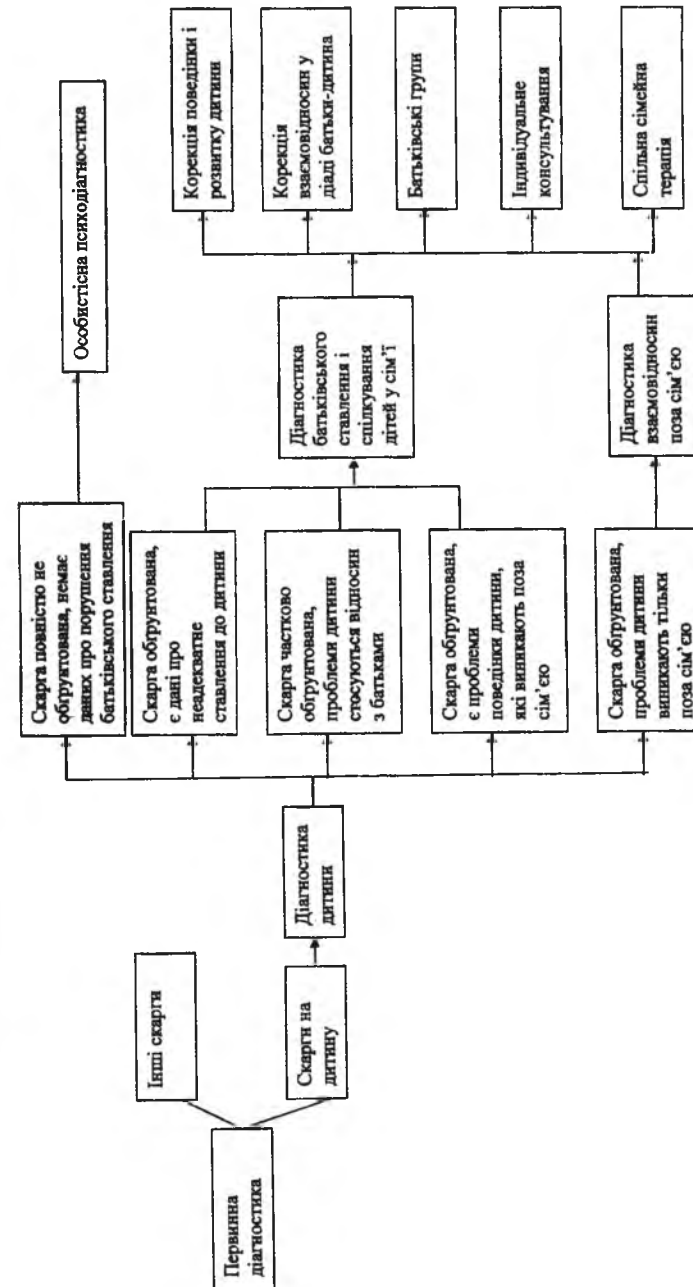 Первинна
діагностика
Інші скарги
Скарги на
дитину
Діагностика
дитини
Скарга повністю не
обґрунтована, немає
даних про порушення
батьківського ставлення
Скарга обґрунтована,
є дані про
неадекватне
ставлення до дитини
Скарга частково
обґрунтована,
проблеми дитини
стосуються відносин
з батьками
Скарга обґрунтована,
є проблеми
поведінки дитини,
які виникають поза
сім'єю
Скарга обґрунтована,
проблеми дитини
виникають тільки
поза сім'єю
Особистісна психодіагностика
Діагностика
батьківського
ставлення і
спілкування
дітей у сім'ї
Діагностика
взаємовідносин
поза сім'єю
Корекція поведінки і
розвитку дитини
Корекція
взаємовідносин у
діаді батьки-дитина
Батьківські групи
Індивідуальне
консультування
Спільна сімейна
терапія